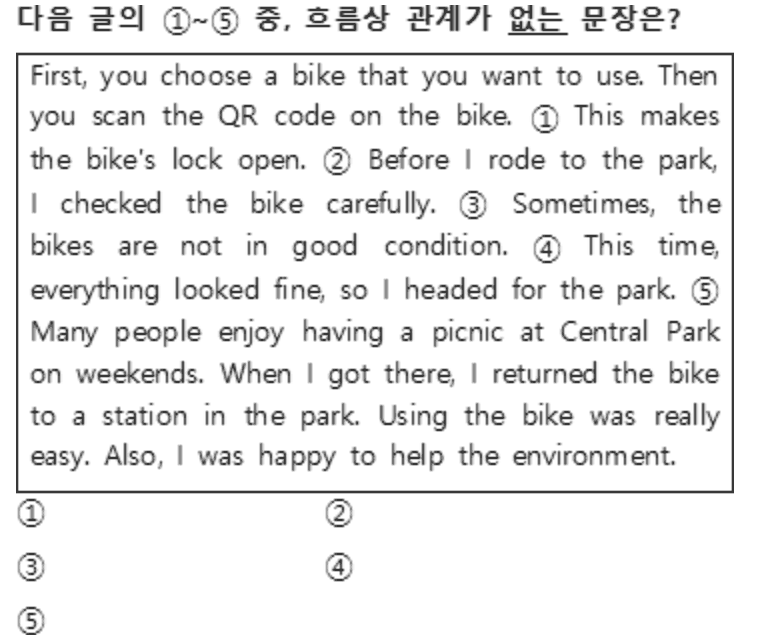 다음 글의 ①~⑤ 중, 흐름상 관계가 없는 문장은?
First, you choose a bike that you want to use. Then
you scan the QR code on the bike. ① This makes
the bike's lock open. ② Before I rode to the park,
I checked the bike carefully. ③ Sometimes, the
bikes are not in good condition. ④ This time,
everything looked fine, so I headed for the park. ⑤
Many people enjoy having a picnic at Central Park
on weekends. When I got there, I returned the bike
to a station in the park. Using the bike was really
easy. Also, I was happy to help the environment.
① ②
③ ④
⑤